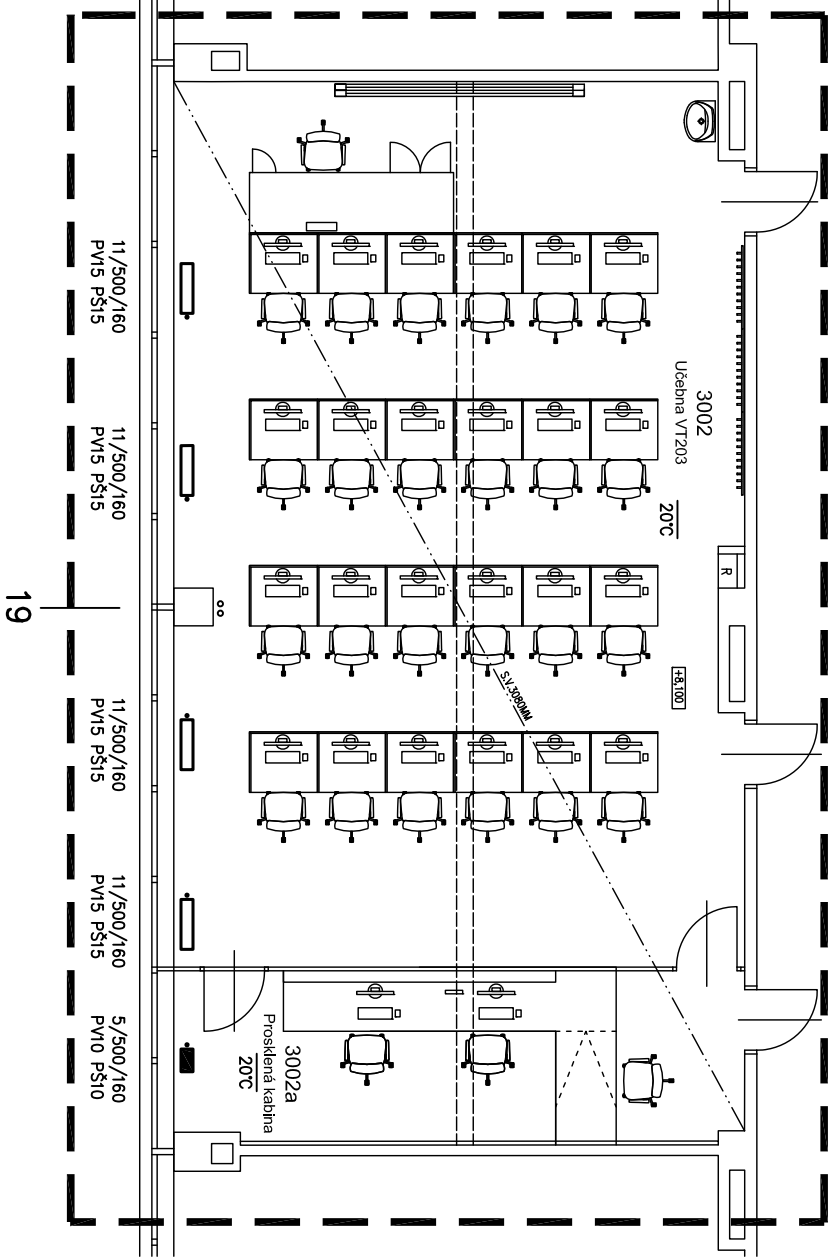 3002
Učebna VT203
20°C
R
+8,100
S.V.3080MM
3002a
Prosklená kabina
20°C
11/500/160
PV15 PŠ15
11/500/160
PV15 PŠ15
11/500/160
PV15 PŠ15
11/500/160
PV15 PŠ15
5/500/160
PV10 PŠ10
19